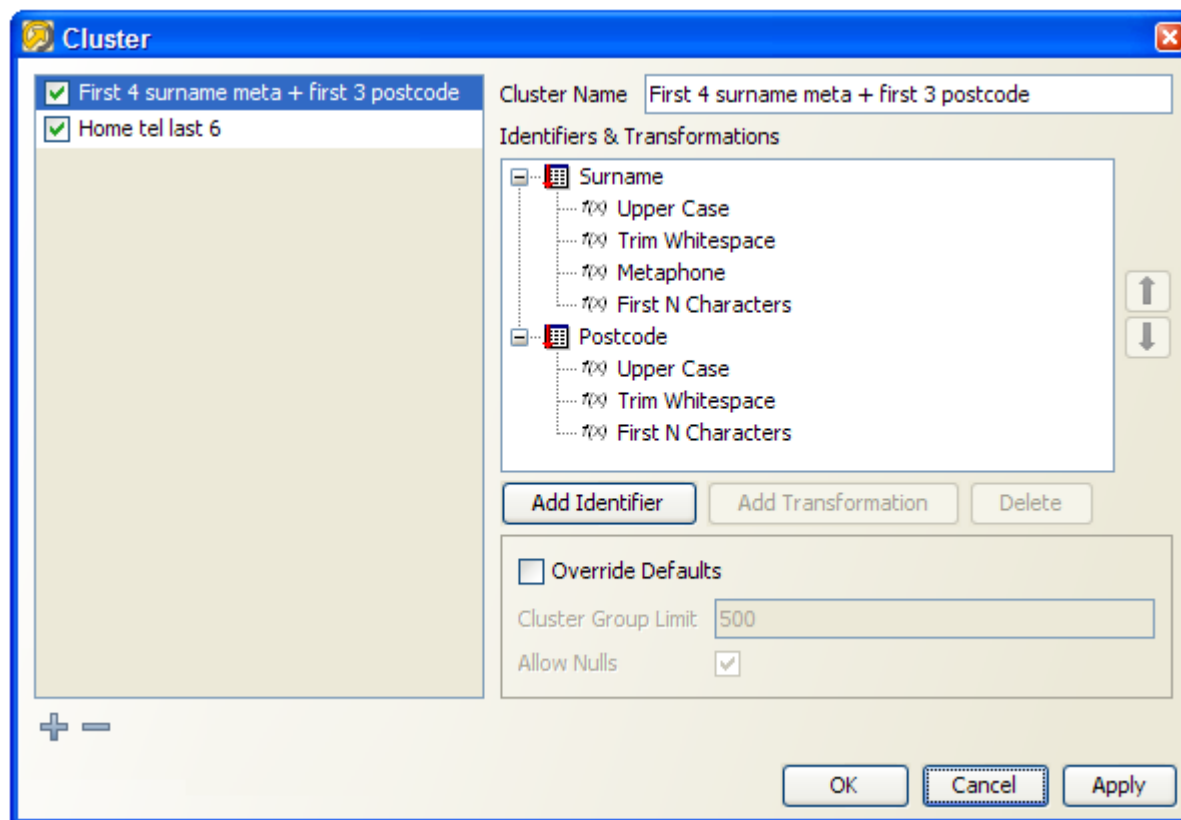 Cluster
First 4 surname meta + first 3 postcode
Home tel last 6
Cluster Name First 4 surname meta + first 3 postcode
Identifiers & Transformations
Surname
f(x) Upper Case
f(x) Trim Whitespace
f(x) Metaphone
f(x) First N Characters
Postcode
f(x) Upper Case
f(x) Trim Whitespace
f(x) First N Characters
Add Identifier Add Transformation Delete
Override Defaults
Cluster Group Limit 500
Allow Nulls
OK Cancel Apply